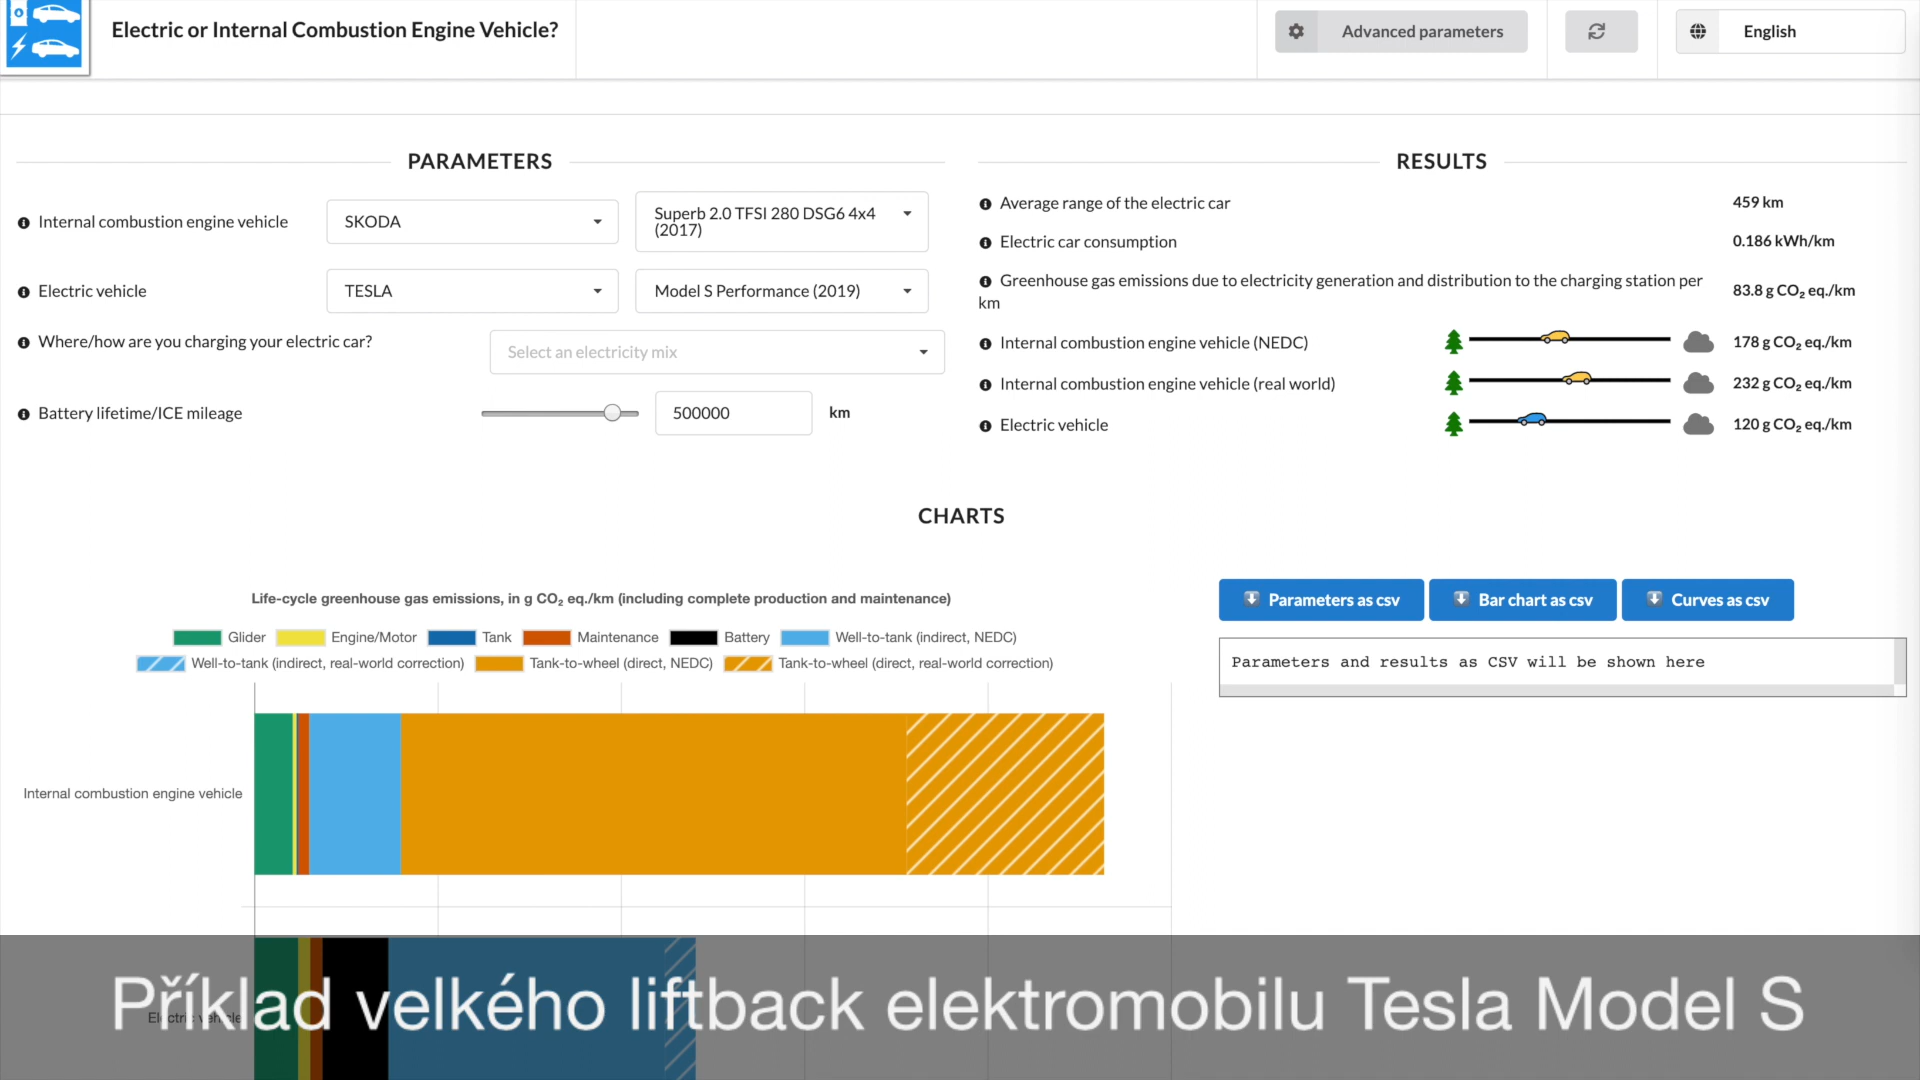 Electric or Internal Combustion Engine Vehicle?
Advanced parameters
English
PARAMETERS
Internal combustion engine vehicle
SKODA
Superb 2.0 TFSI 280 DSG6 4x4
(2017)
Electric vehicle
TESLA
Model S Performance (2019)
Where/how are you charging your electric car?
Select an electricity mix
Battery lifetime/ICE mileage
500000
km
RESULTS
Average range of the electric car
459 km
Electric car consumption
0.186 kWh/km
Greenhouse gas emissions due to electricity generation and distribution to the charging station per
km
83.8 g CO₂ eq./km
Internal combustion engine vehicle (NEDC)
178 g CO₂ eq./km
Internal combustion engine vehicle (real world)
232 g CO₂ eq./km
Electric vehicle
120 g CO₂ eq./km
CHARTS
Life-cycle greenhouse gas emissions, in g CO₂ eq./km (including complete production and maintenance)
Glider Engine/Motor Tank Maintenance Battery Well-to-tank (indirect, NEDC)
Well-to-tank (indirect, real-world correction) Tank-to-wheel (direct, NEDC) Tank-to-wheel (direct, real-world correction)
Internal combustion engine vehicle
Electric vehicle
Parameters as csv
Bar chart as csv
Curves as csv
Parameters and results as CSV will be shown here
Příklad velkého liftback elektromobilu Tesla Model S